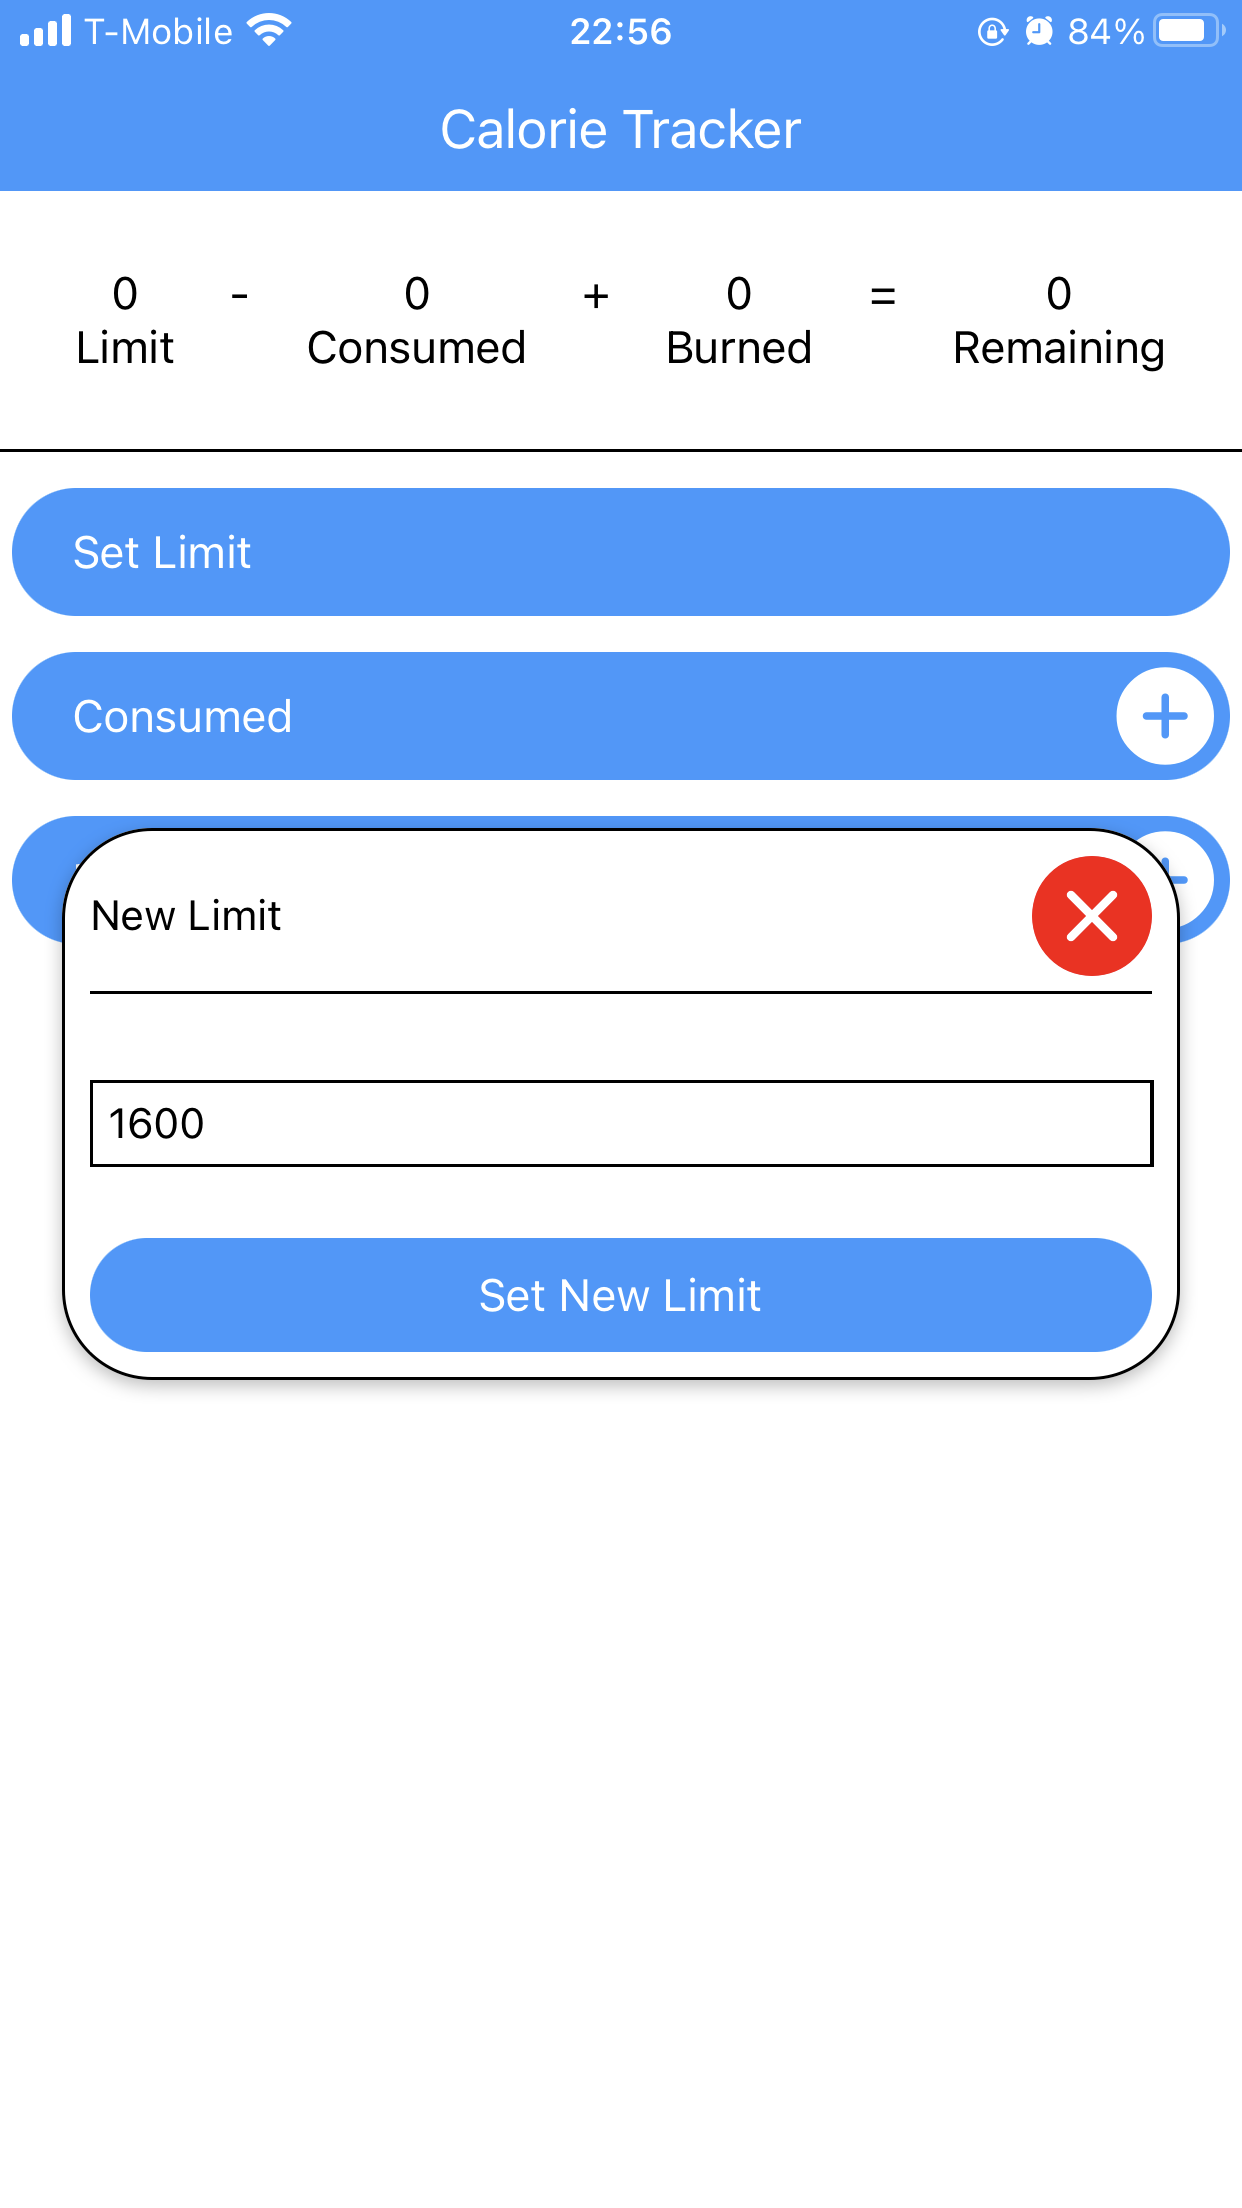 T-Mobile 22:56 84%
Calorie Tracker
0 - 0 + 0 = 0
Limit Consumed Burned Remaining
Set Limit
Consumed
New Limit
1600
Set New Limit